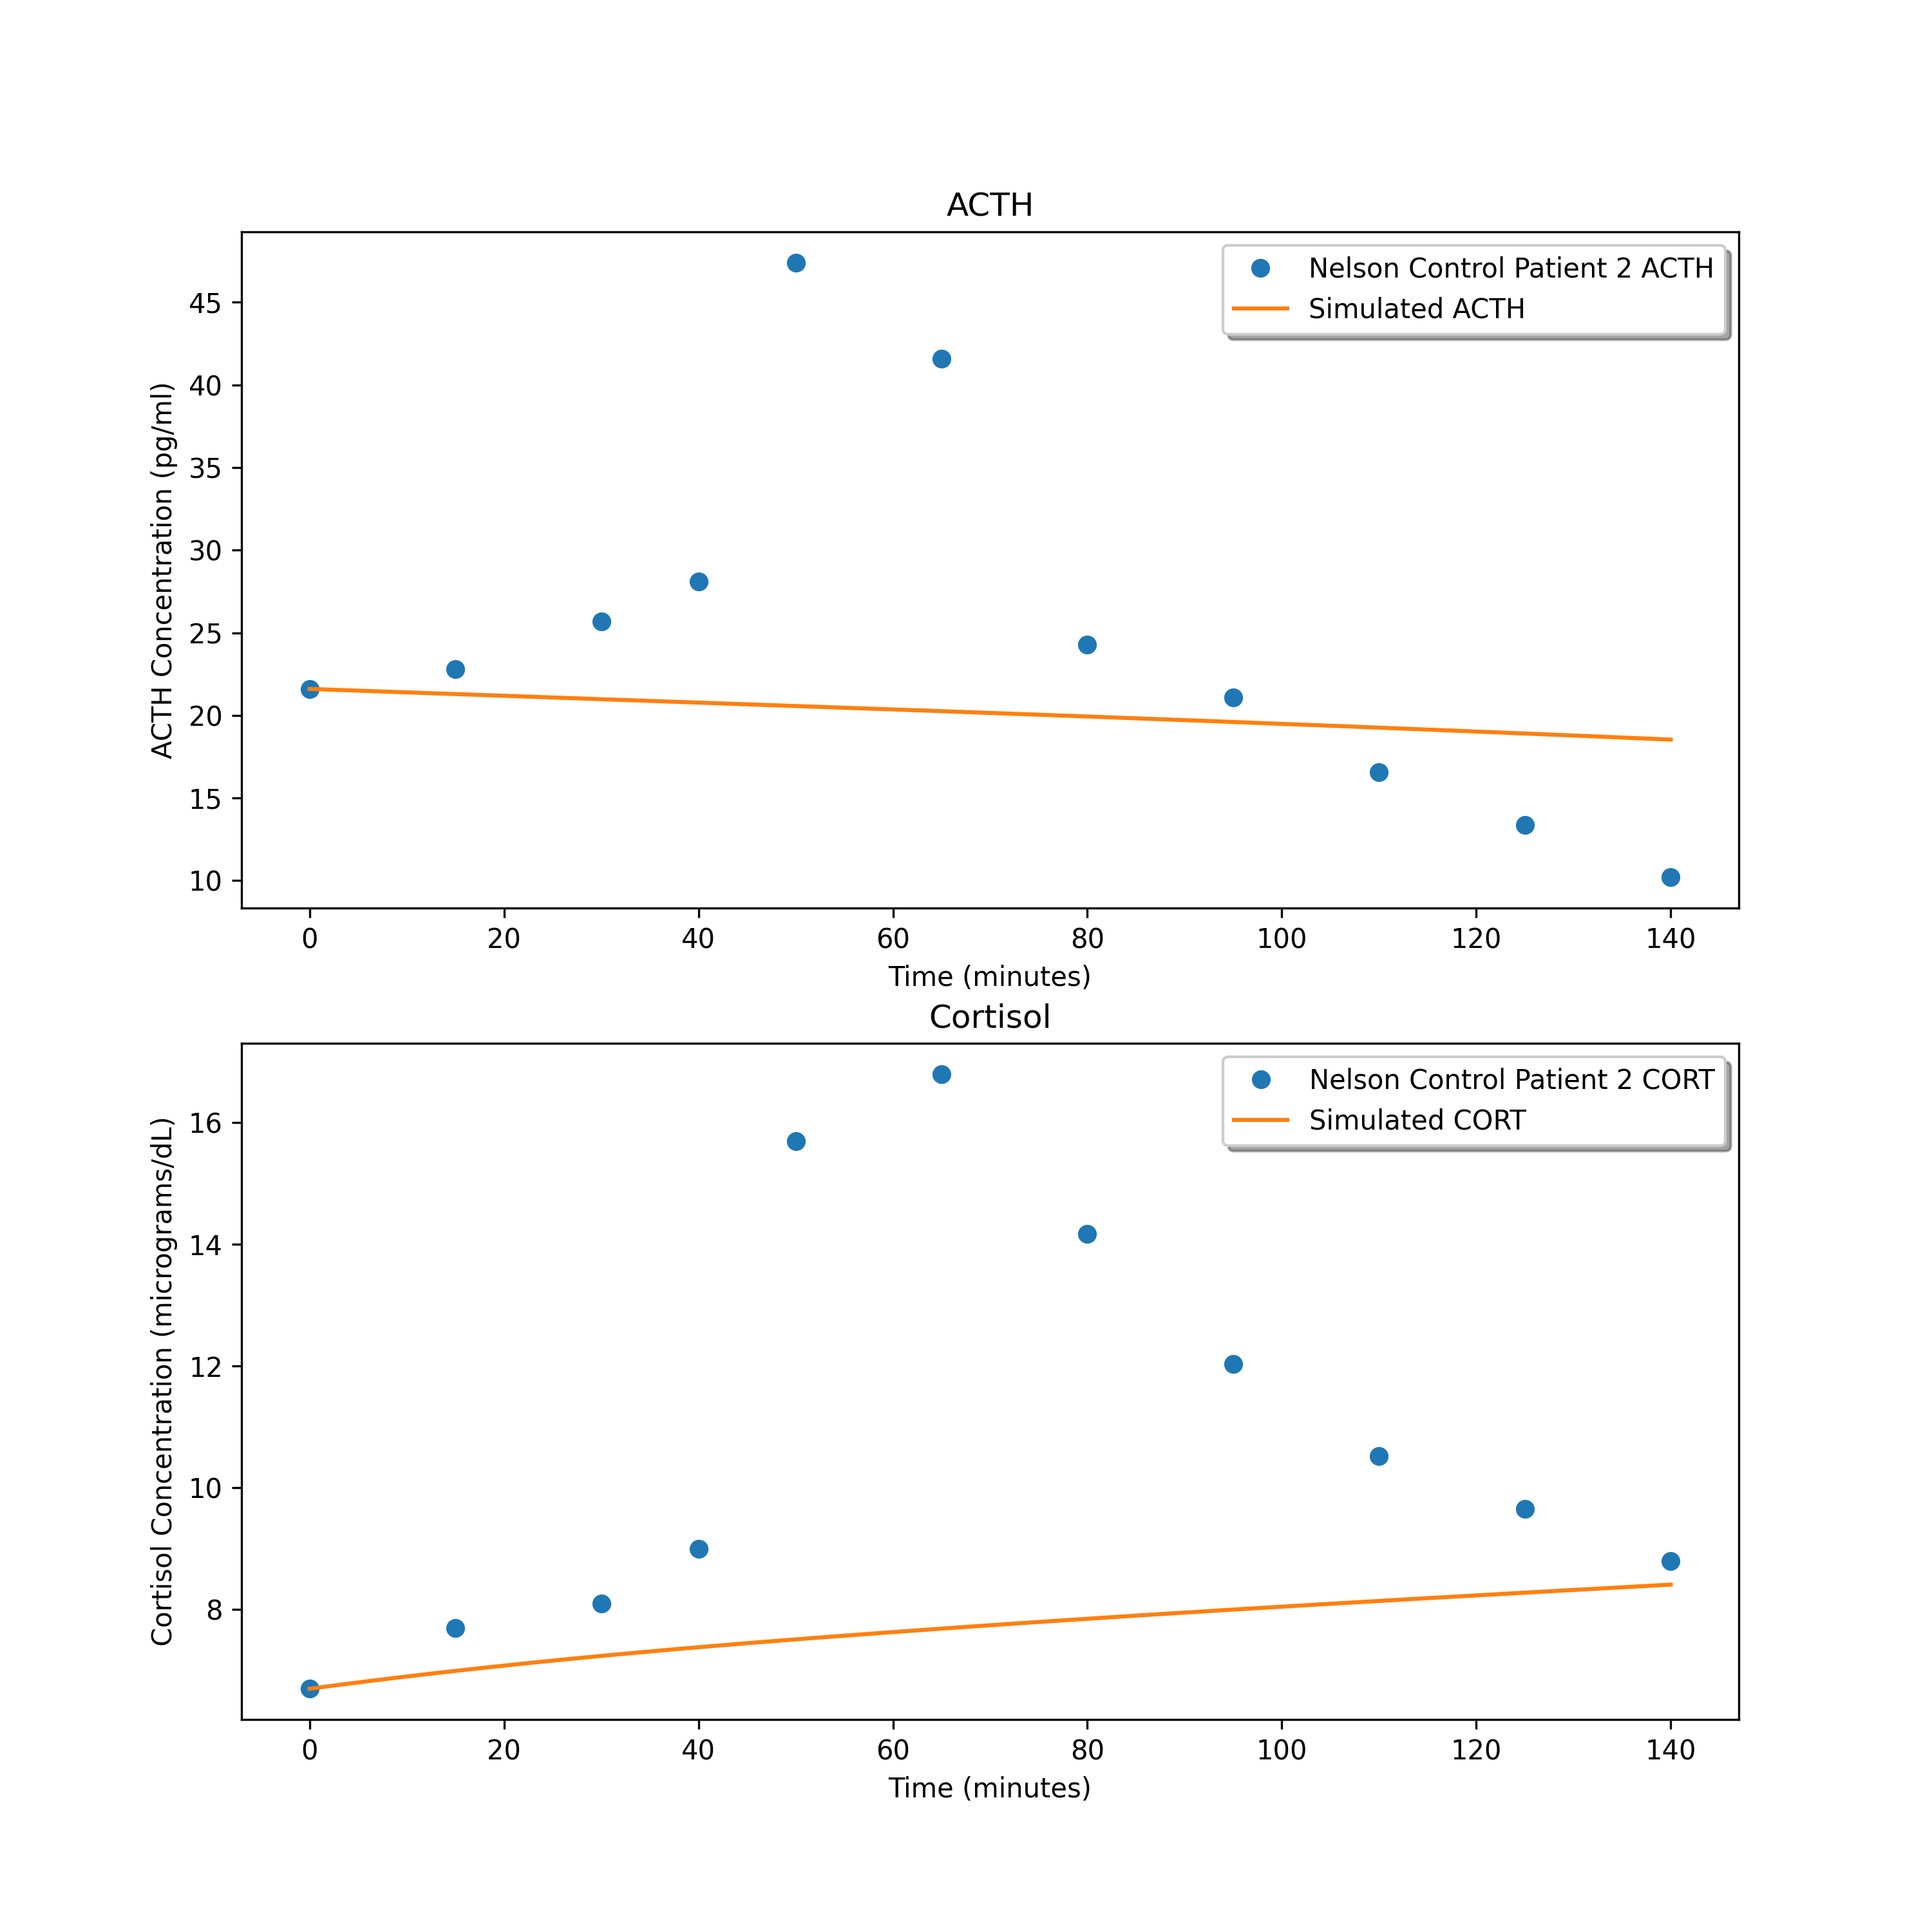 ACTH
Nelson Control Patient 2 ACTH
Simulated ACTH
ACTH Concentration (pg/ml)
45
40
35
30
25
20
15
10
0 20 40 60 80 100 120 140
Time (minutes)
Cortisol
Nelson Control Patient 2 CORT
Simulated CORT
Cortisol Concentration (micrograms/dL)
16
14
12
10
8
0 20 40 60 80 100 120 140
Time (minutes)